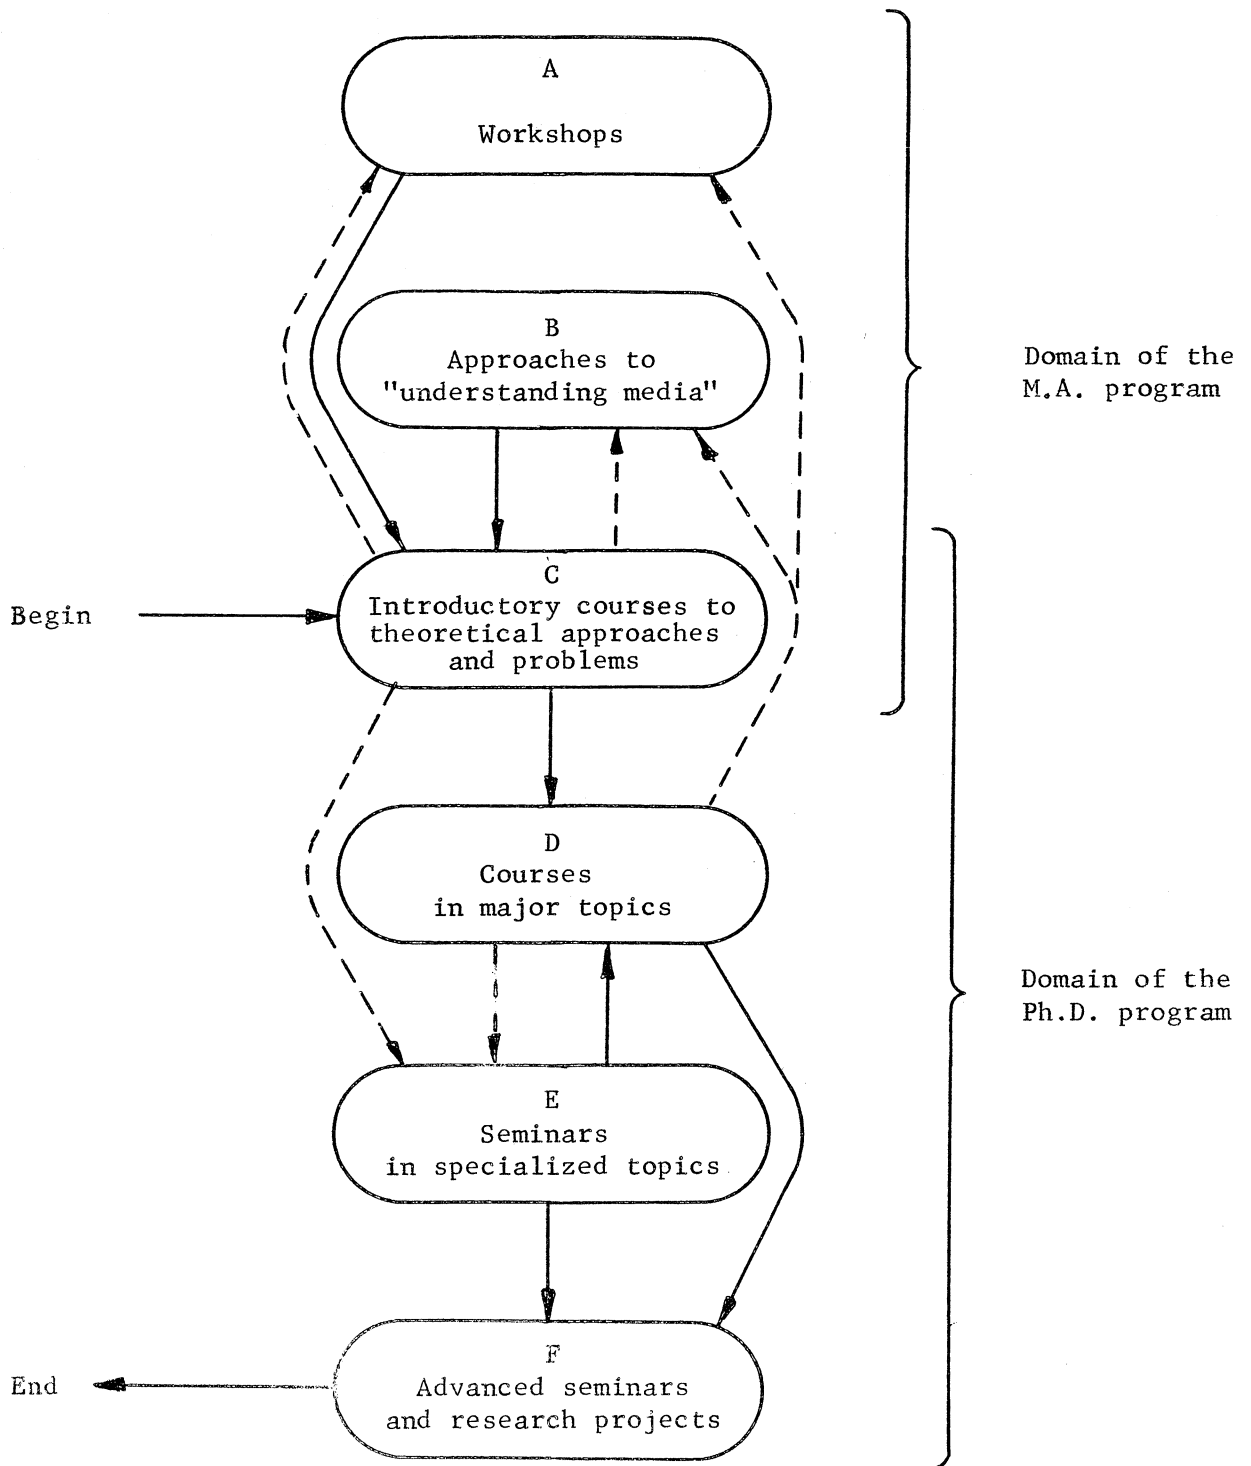 A
Workshops
B
Approaches to
"understanding media"
Domain of the
M.A. program
C
Introductory courses to
theoretical approaches
and problems
Begin
D
Courses
in major topics
Domain of the
Ph.D. program
E
Seminars
in specialized topics
F
Advanced seminars
and research projects
End